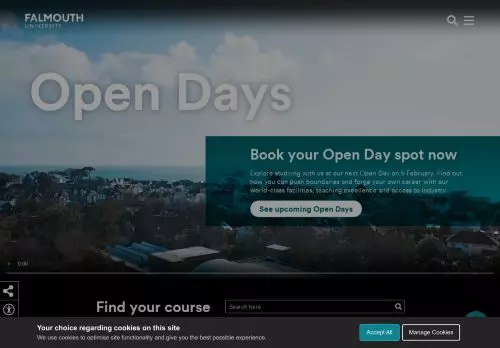 FALMOUTH
UNIVERSITY
Open Days
Book your Open Day spot now
Explore studying with us at our next Open Day on 9 February. Find out
how you can push boundaries and forge your own career with our
world-class facilities, teaching excellence and access to industry.
See upcoming Open Days
0:00
Find your course
Search here
Your choice regarding cookies on this site
We use cookies to optimise site functionality and give you the best possible experience.
Accept All
Manage Cookies